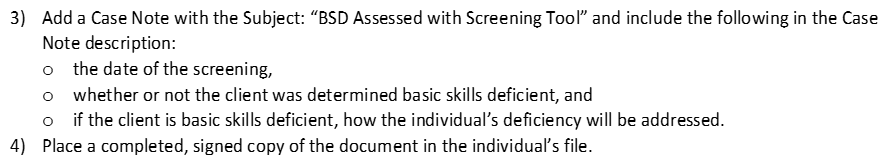 3) Add a Case Note with the Subject: “BSD Assessed with Screening Tool” and include the following in the Case
Note description:
o the date of the screening,
o whether or not the client was determined basic skills deficient, and
o if the client is basic skills deficient, how the individual’s deficiency will be addressed.
4) Place a completed, signed copy of the document in the individual’s file.